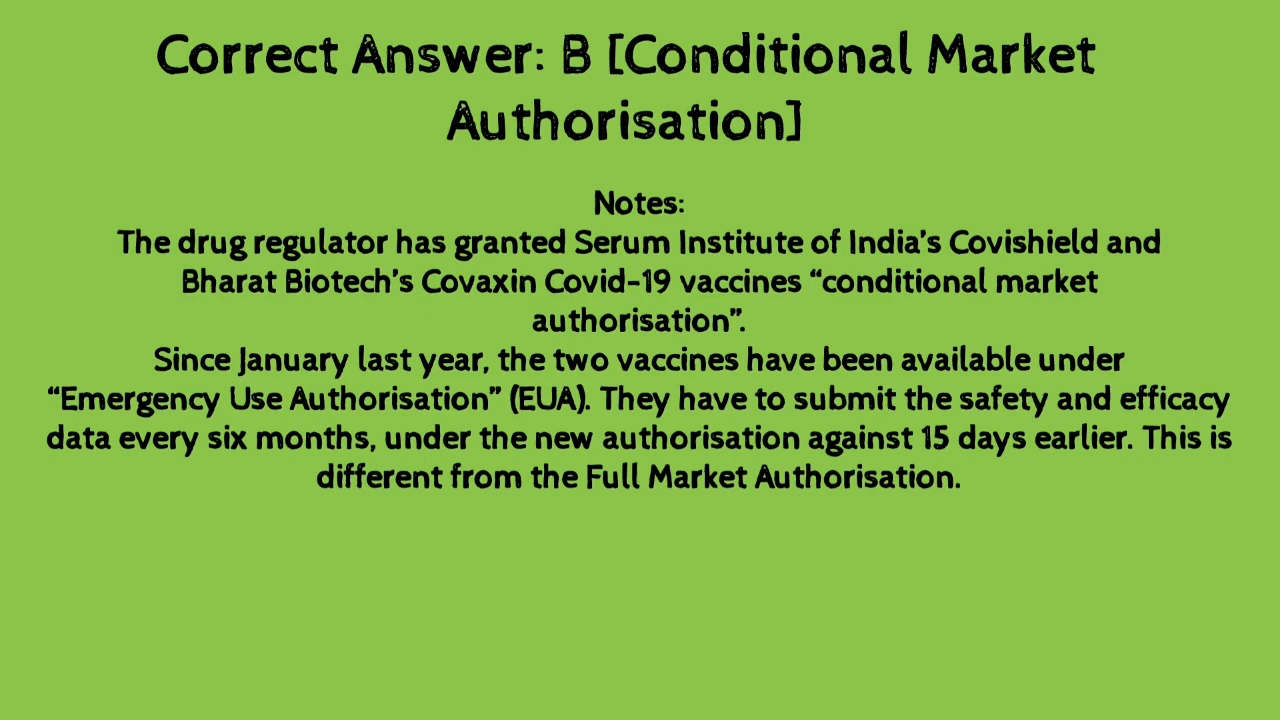 Correct Answer: B [Conditional Market
Authorisation]
Notes:
The drug regulator has granted Serum Institute of India’s Covishield and
Bharat Biotech’s Covaxin Covid-19 vaccines “conditional market
authorisation”.
Since January last year, the two vaccines have been available under
“Emergency Use Authorisation” (EUA). They have to submit the safety and efficacy
data every six months, under the new authorisation against 15 days earlier. This is
different from the Full Market Authorisation.